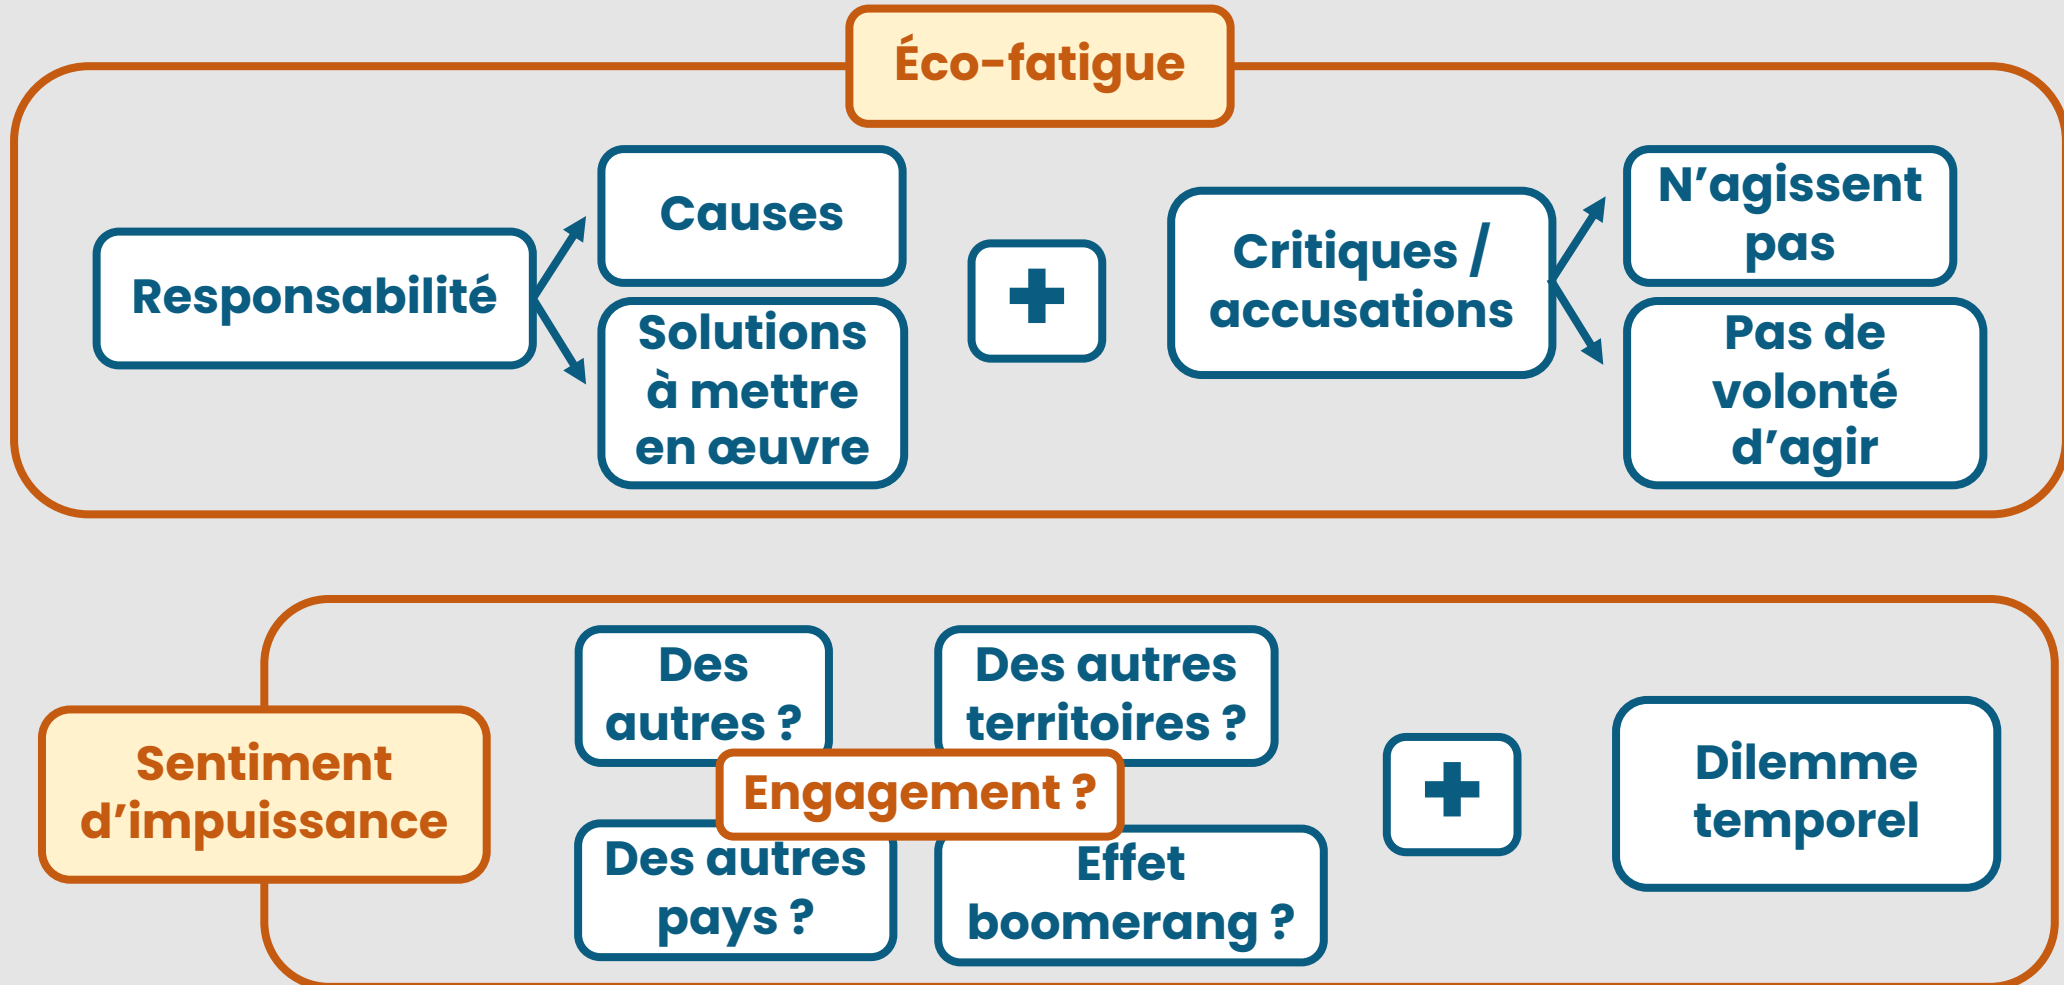 Éco-fatigue
Responsabilité
Causes
Solutions
à mettre
en œuvre
+
Critiques /
accusations
N’agissent
pas
Pas de
volonté
d’agir
Sentiment
d’impuissance
Des
autres ?
Des autres
territoires ?
Engagement ?
Des autres
pays ?
Effet
boomerang ?
+
Dilemme
temporel